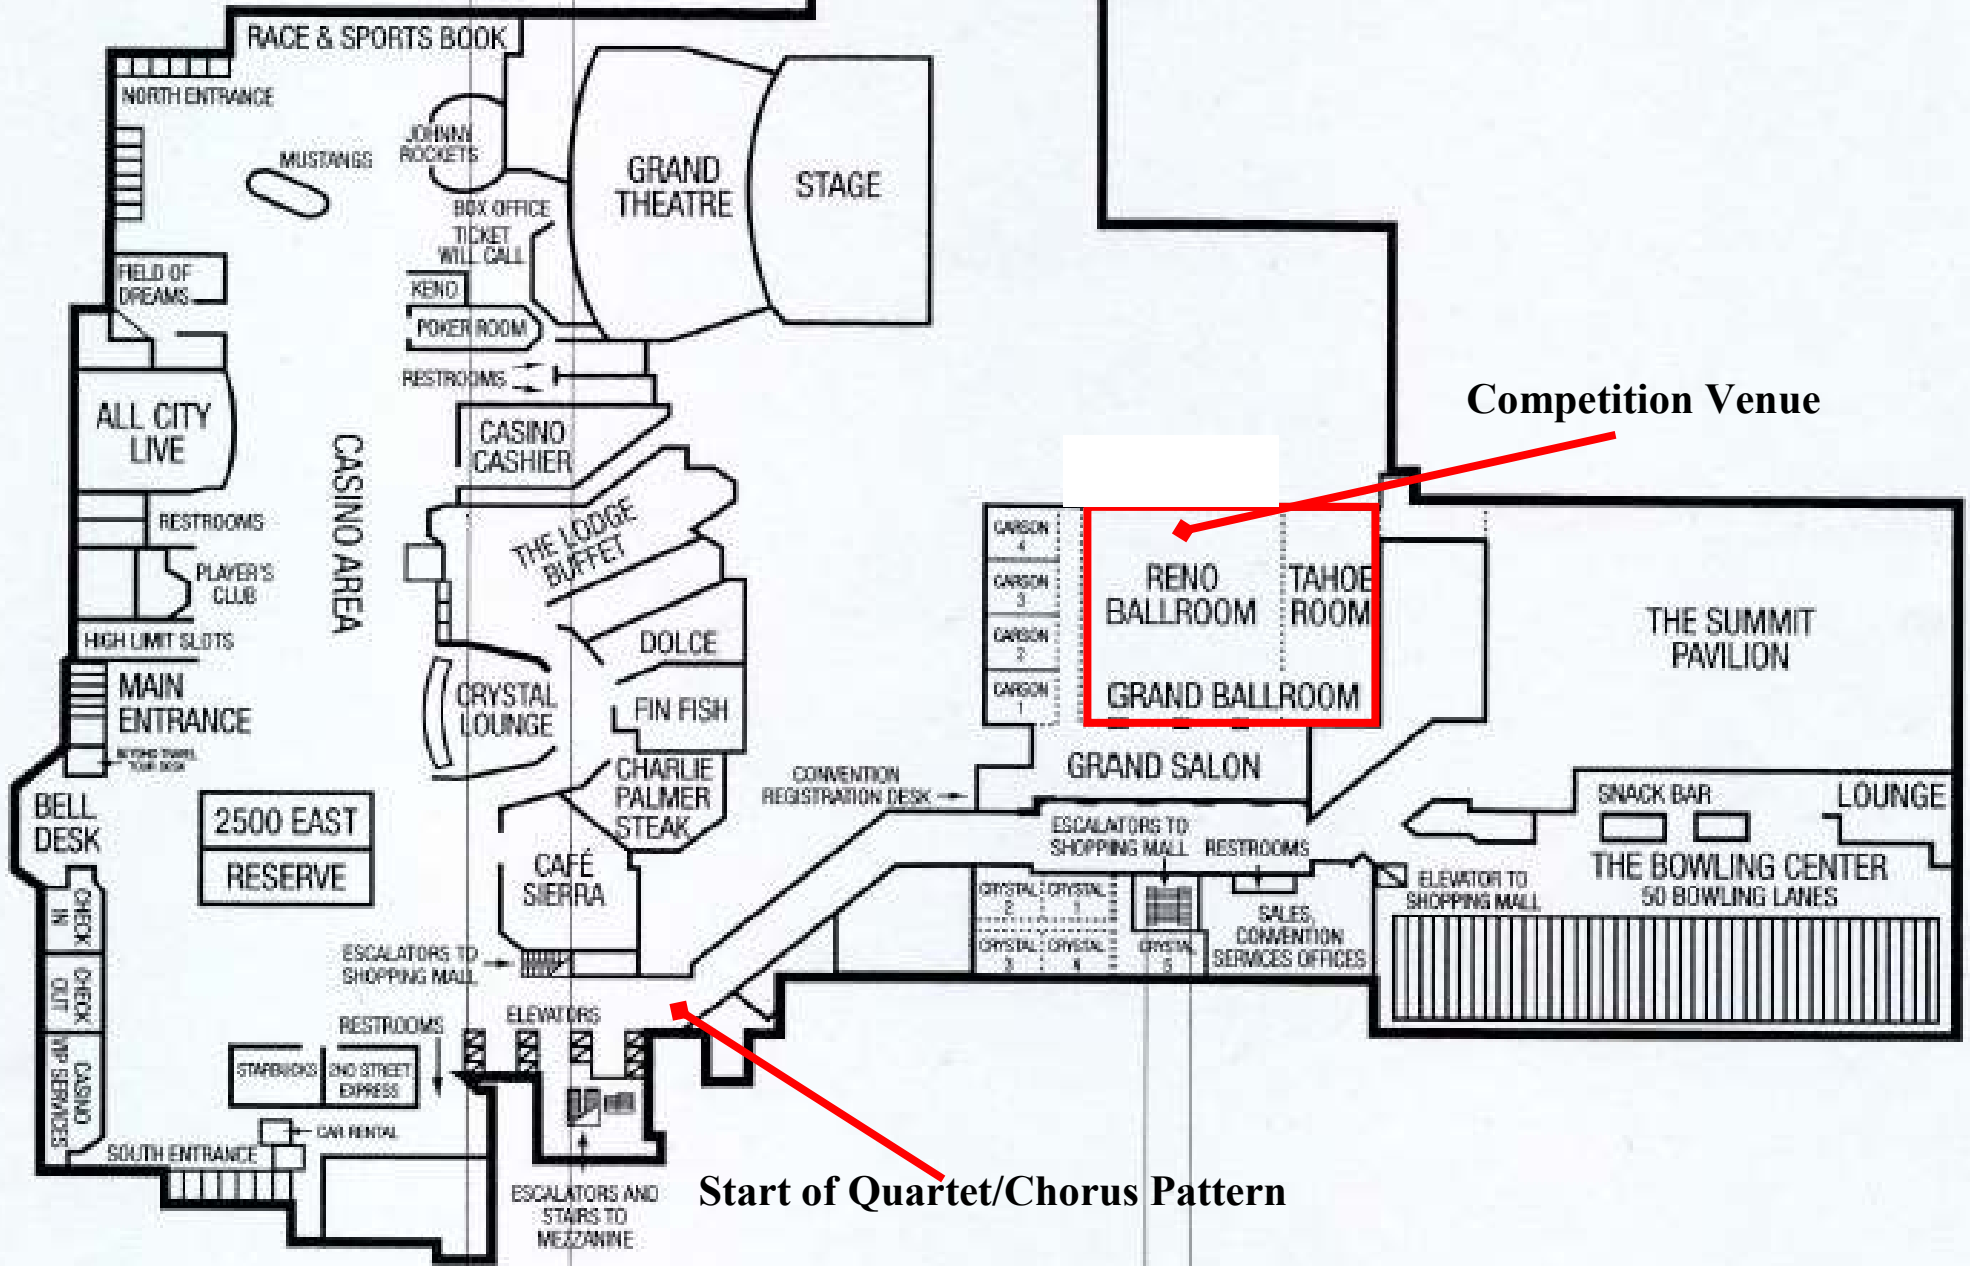 RACE & SPORTS BOOK
NORTH ENTRANCE
MUSTANGS
JOHNNY
ROCKETS
GRAND
THEATRE
STAGE
BOX OFFICE
TICKET
WILL CALL
FIELD OF
DREAMS
KENO
POKER ROOM
RESTROOMS
ALL CITY
LIVE
CASINO
CASHIER
CASINO AREA
RESTROOMS
THE LODGE
BUFFET
PLAYER'S
CLUB
HIGH LIMIT SLOTS
DOLCE
MAIN
ENTRANCE
CRYSTAL
LOUNGE
FIN FISH
CHARLIE
PALMER
STEAK
BELL
DESK
2500 EAST
RESERVE
CAFÉ
SIERRA
CHECK
IN
CHECK
OUT
CASINO
VIP SERVICES
ESCALATORS TO
SHOPPING MALL
ELEVATORS
RESTROOMS
STARBUCKS
2ND STREET
EXPRESS
CAR RENTAL
SOUTH ENTRANCE
ESCALATORS AND
STAIRS TO
MEZZANINE
Start of Quartet/Chorus Pattern
Competition Venue
CARSON
4
CARSON
3
CARSON
2
CARSON
1
RENO
BALLROOM
TAHOE
ROOM
GRAND BALLROOM
GRAND SALON
CONVENTION
REGISTRATION DESK
ESCALATORS TO
SHOPPING MALL
RESTROOMS
CRYSTAL
2
CRYSTAL
1
CRYSTAL
3
CRYSTAL
4
CRYSTAL
5
SALES,
CONVENTION
SERVICES OFFICES
THE SUMMIT
PAVILION
SNACK BAR
LOUNGE
THE BOWLING CENTER
50 BOWLING LANES
ELEVATOR TO
SHOPPING MALL